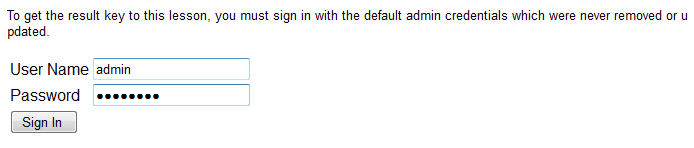 To get the result key to this lesson, you must sign in with the default admin credentials which were never removed or u
pdated.
User Name admin
Password ••••••••
Sign In